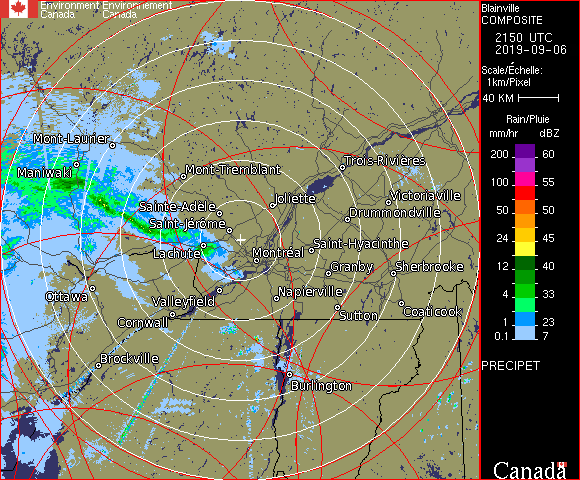 Environment Environnement
Canada Canada
Blainville
COMPOSITE
2150 UTC
2019-09-06
Scale/Échelle:
1km/Pixel
40 KM
Rain/Pluie
mm/hr dBZ
200 60
100 57
100 55
50 50
24 45
12 40
4 33
1 23
0.1 7
PRECIPET
Canada
Mont-Laurier
Maniwaki
Mont-Tremblant
Trois-Rivières
Sainte-Adèle
Joliette
Victoriaville
Drummondville
Saint-Jérôme
Lachute
Montréal
Saint-Hyacinthe
Granby
Sherbrooke
Ottawa
Valleyfield
Napierville
Cornwall
Sutton
Coaticook
Brockville
Burlington